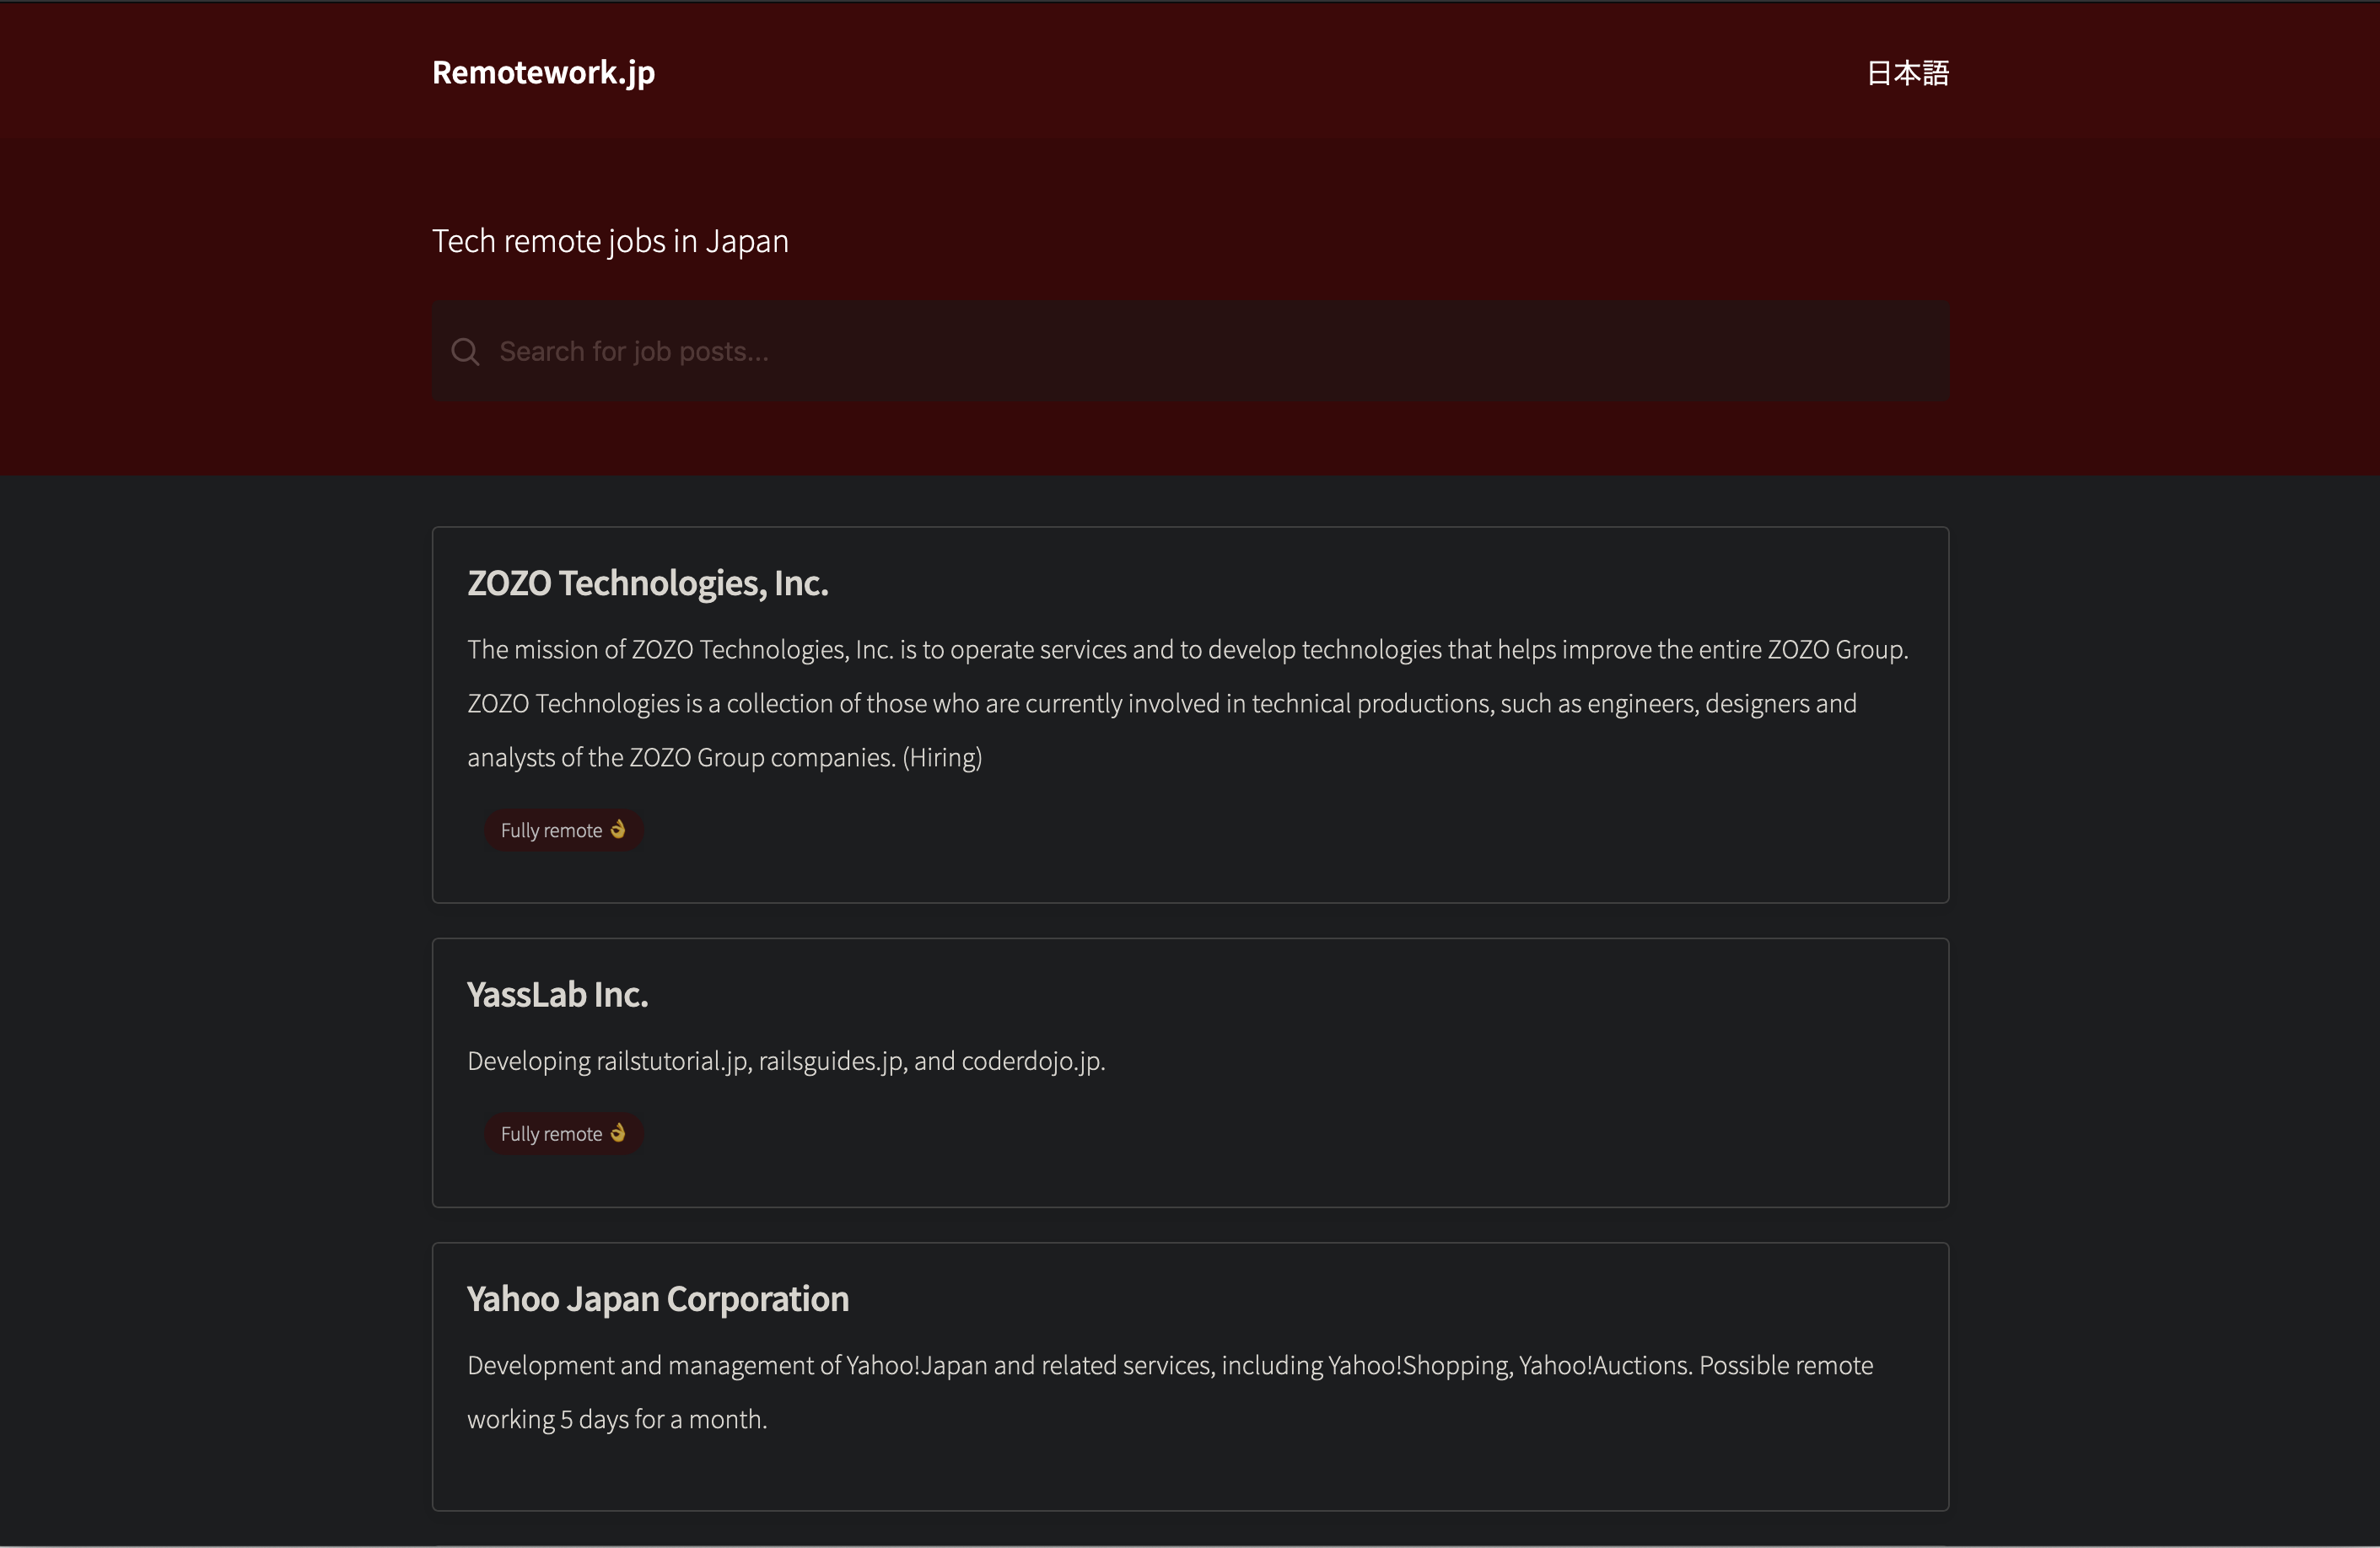 Remotework.jp
日本語
Tech remote jobs in Japan
Search for job posts...
ZOZO Technologies, Inc.
The mission of ZOZO Technologies, Inc. is to operate services and to develop technologies that helps improve the entire ZOZO Group.
ZOZO Technologies is a collection of those who are currently involved in technical productions, such as engineers, designers and
analysts of the ZOZO Group companies. (Hiring)
Fully remote 👌
YassLab Inc.
Developing railstutorial.jp, railsguides.jp, and coderdojo.jp.
Fully remote 👌
Yahoo Japan Corporation
Development and management of Yahoo!Japan and related services, including Yahoo!Shopping, Yahoo!Auctions. Possible remote
working 5 days for a month.